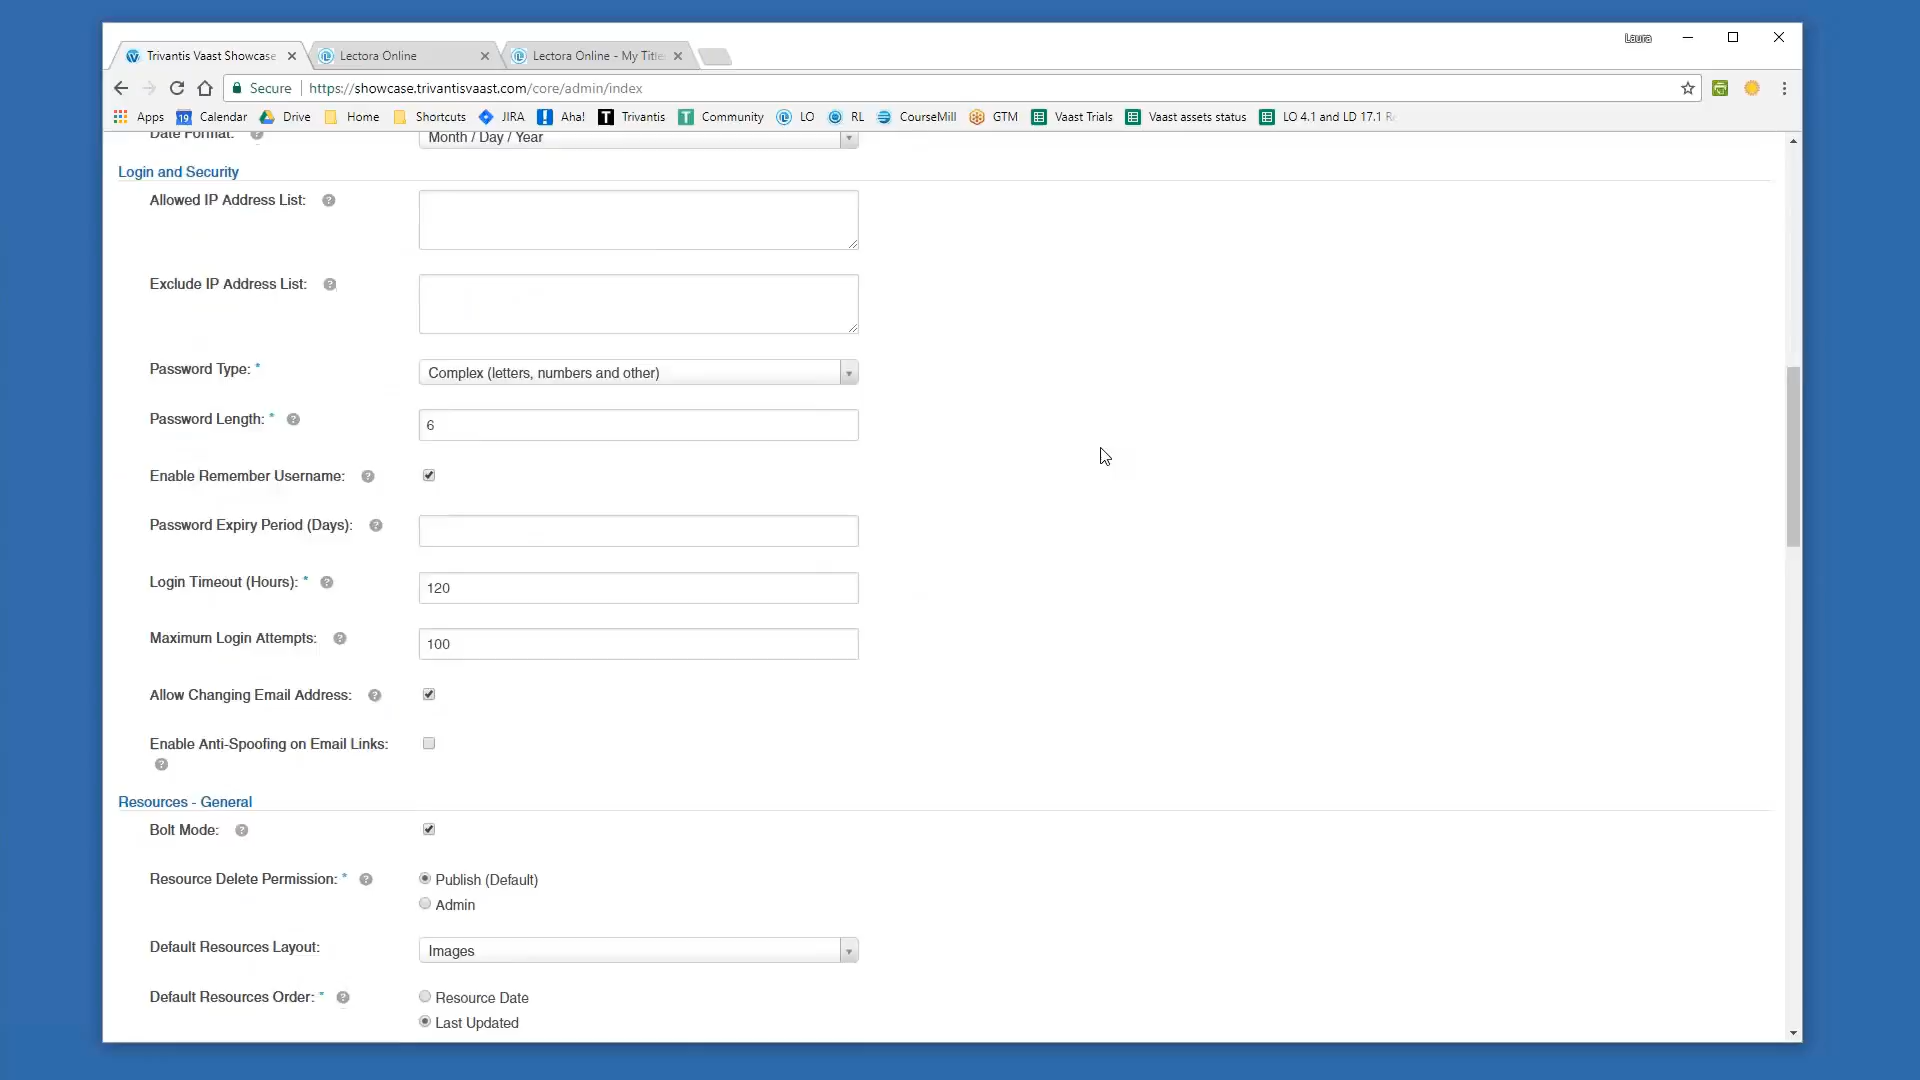 Laura
Trivantis Vaast Showcase
Lectora Online
Lectora Online - My Title
Secure https://showcase.trivantisvaast.com/core/admin/index
Apps 19 Calendar Drive Home Shortcuts JIRA Aha! T Trivantis T Community LO RL CourseMill GTM Vaast Trials Vaast assets status LO 4.1 and LD 17.1
Date Format: ? Month / Day / Year
Login and Security
Allowed IP Address List: ?
Exclude IP Address List: ?
Password Type: * Complex (letters, numbers and other)
Password Length: * ? 6
Enable Remember Username: ?
Password Expiry Period (Days): ?
Login Timeout (Hours): * ? 120
Maximum Login Attempts: ? 100
Allow Changing Email Address: ?
Enable Anti-Spoofing on Email Links:
?
Resources - General
Bolt Mode: ?
Resource Delete Permission: * ? Publish (Default)
Admin
Default Resources Layout: Images
Default Resources Order: * ? Resource Date
Last Updated